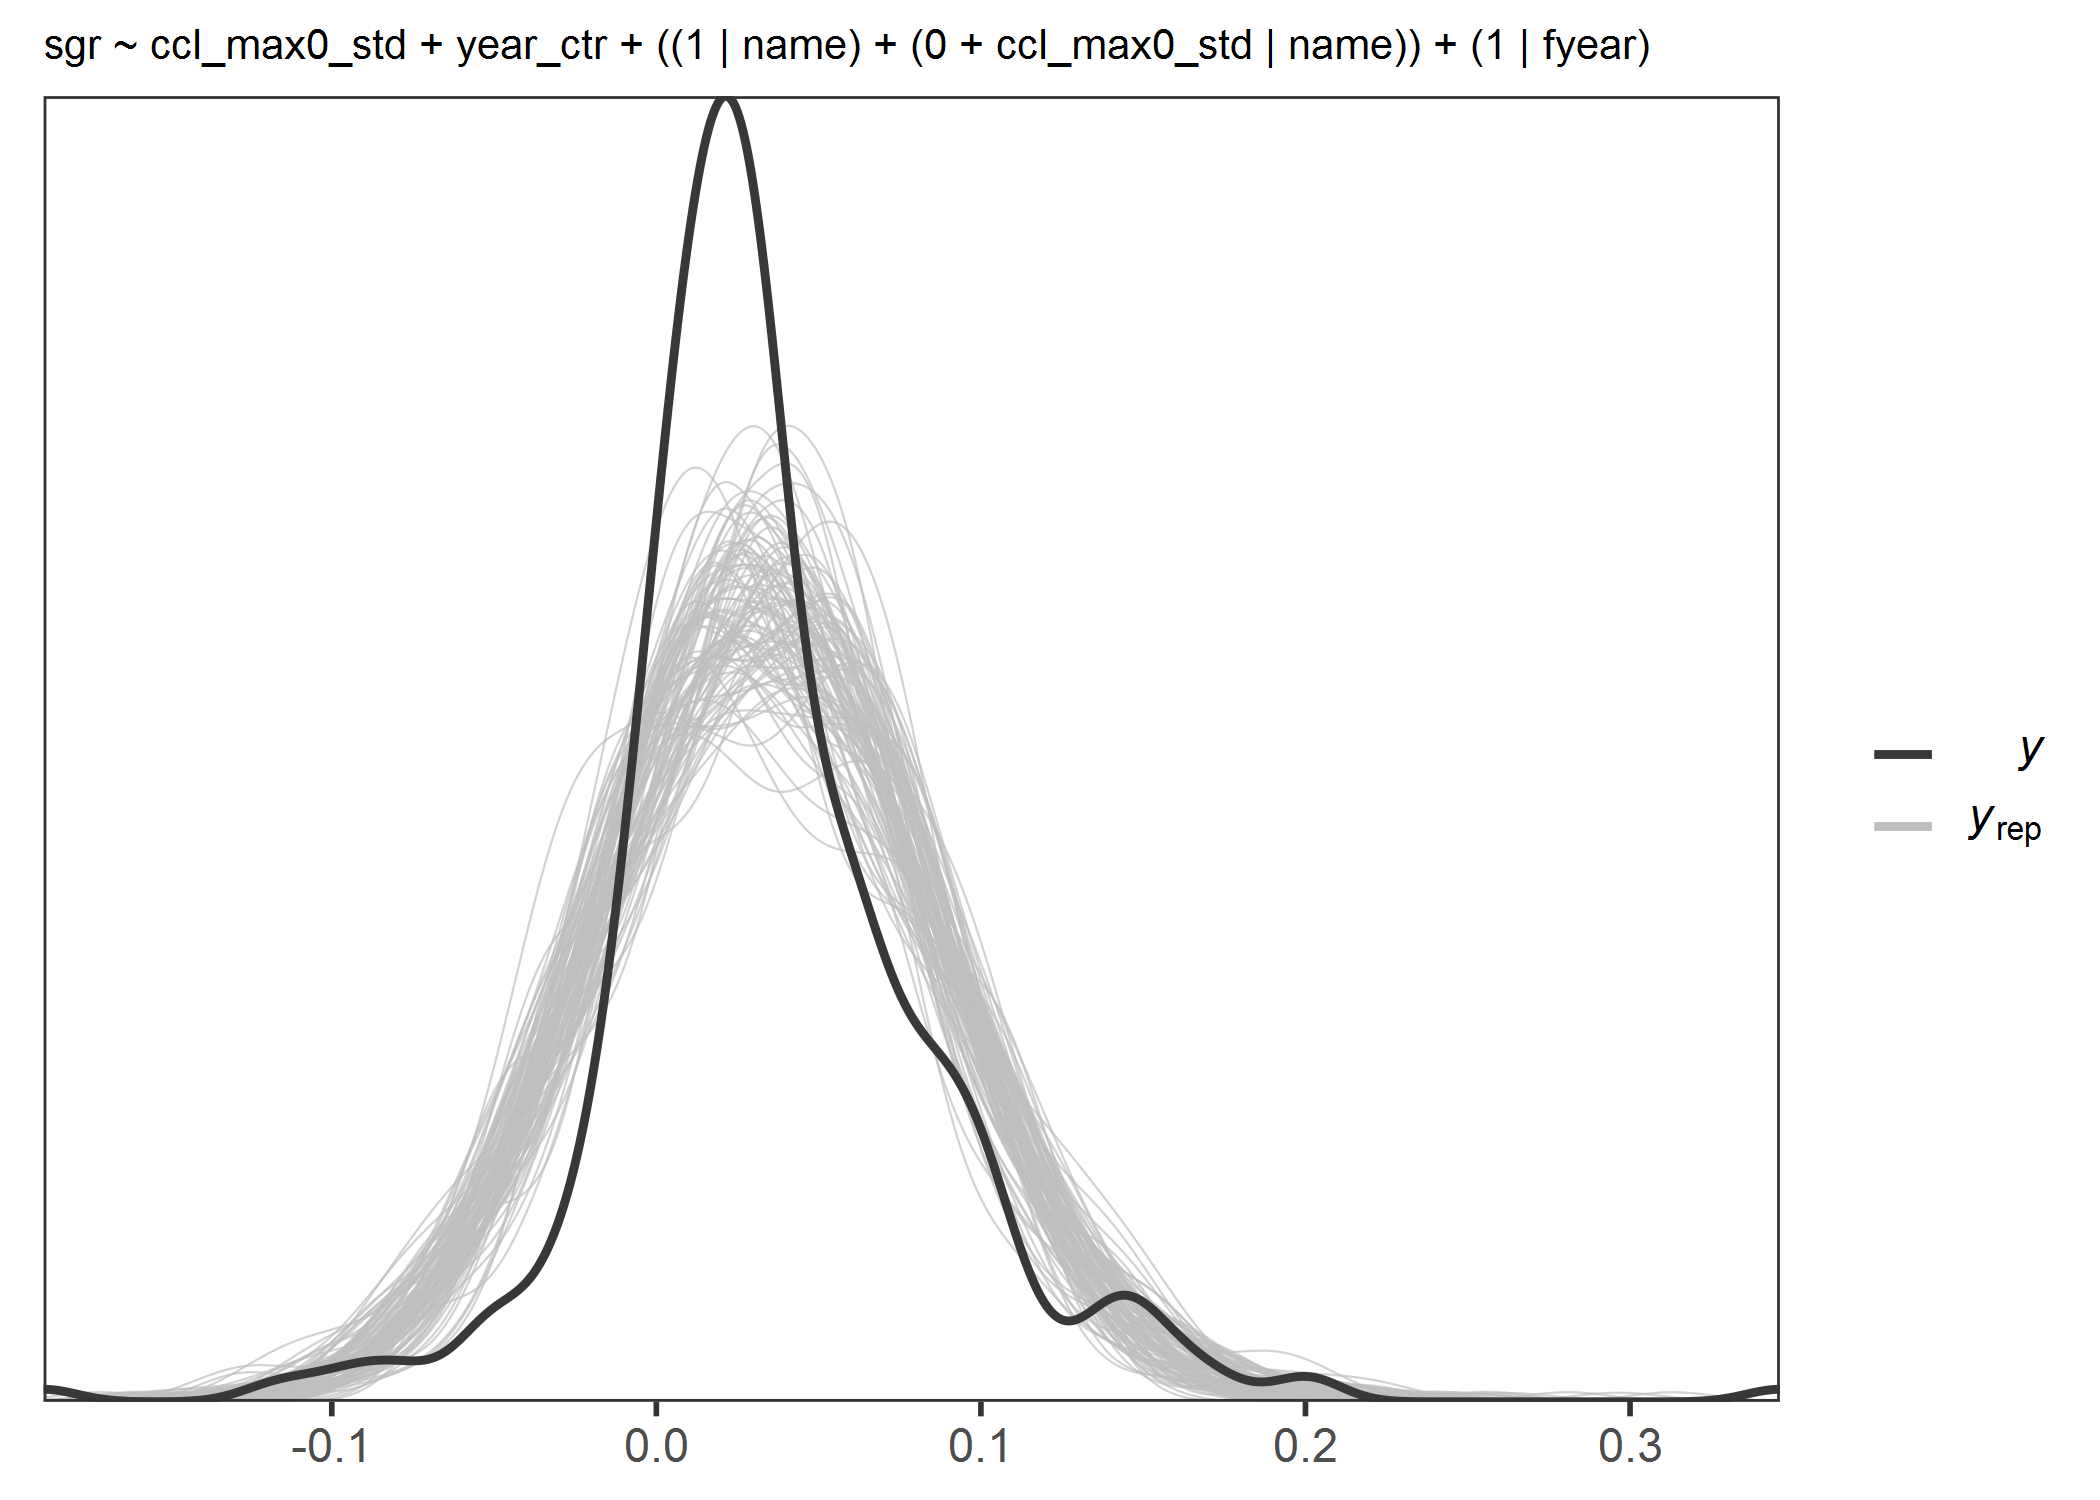 sgr ~ ccl_max0_std + year_ctr + ((1 | name) + (0 + ccl_max0_std | name)) + (1 | fyear)
y
yrep
-0.1 0.0 0.1 0.2 0.3